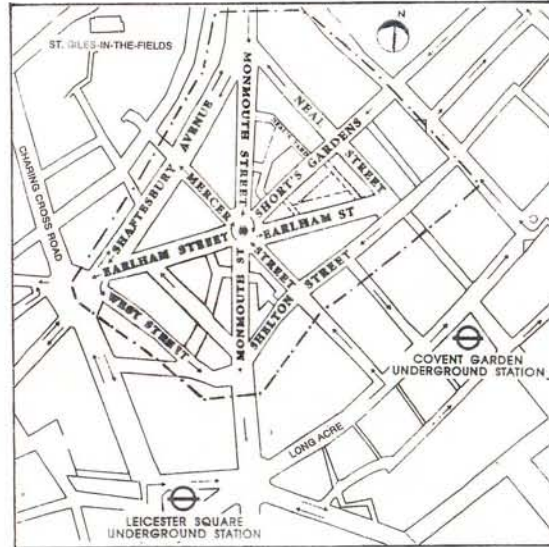 ST. GILES-IN-THE-FIELDS
N
MONMOUTH STREET
NEAL STREET
SHAFTESBURY AVENUE
SHORT'S GARDENS
CHARING CROSS ROAD
MERCER STREET
EARLHAM STREET
EARLHAM ST
WEST STREET
MONMOUTH ST
SHELTON STREET
COVENT GARDEN
UNDERGROUND STATION
LONG ACRE
LEICESTER SQUARE
UNDERGROUND STATION